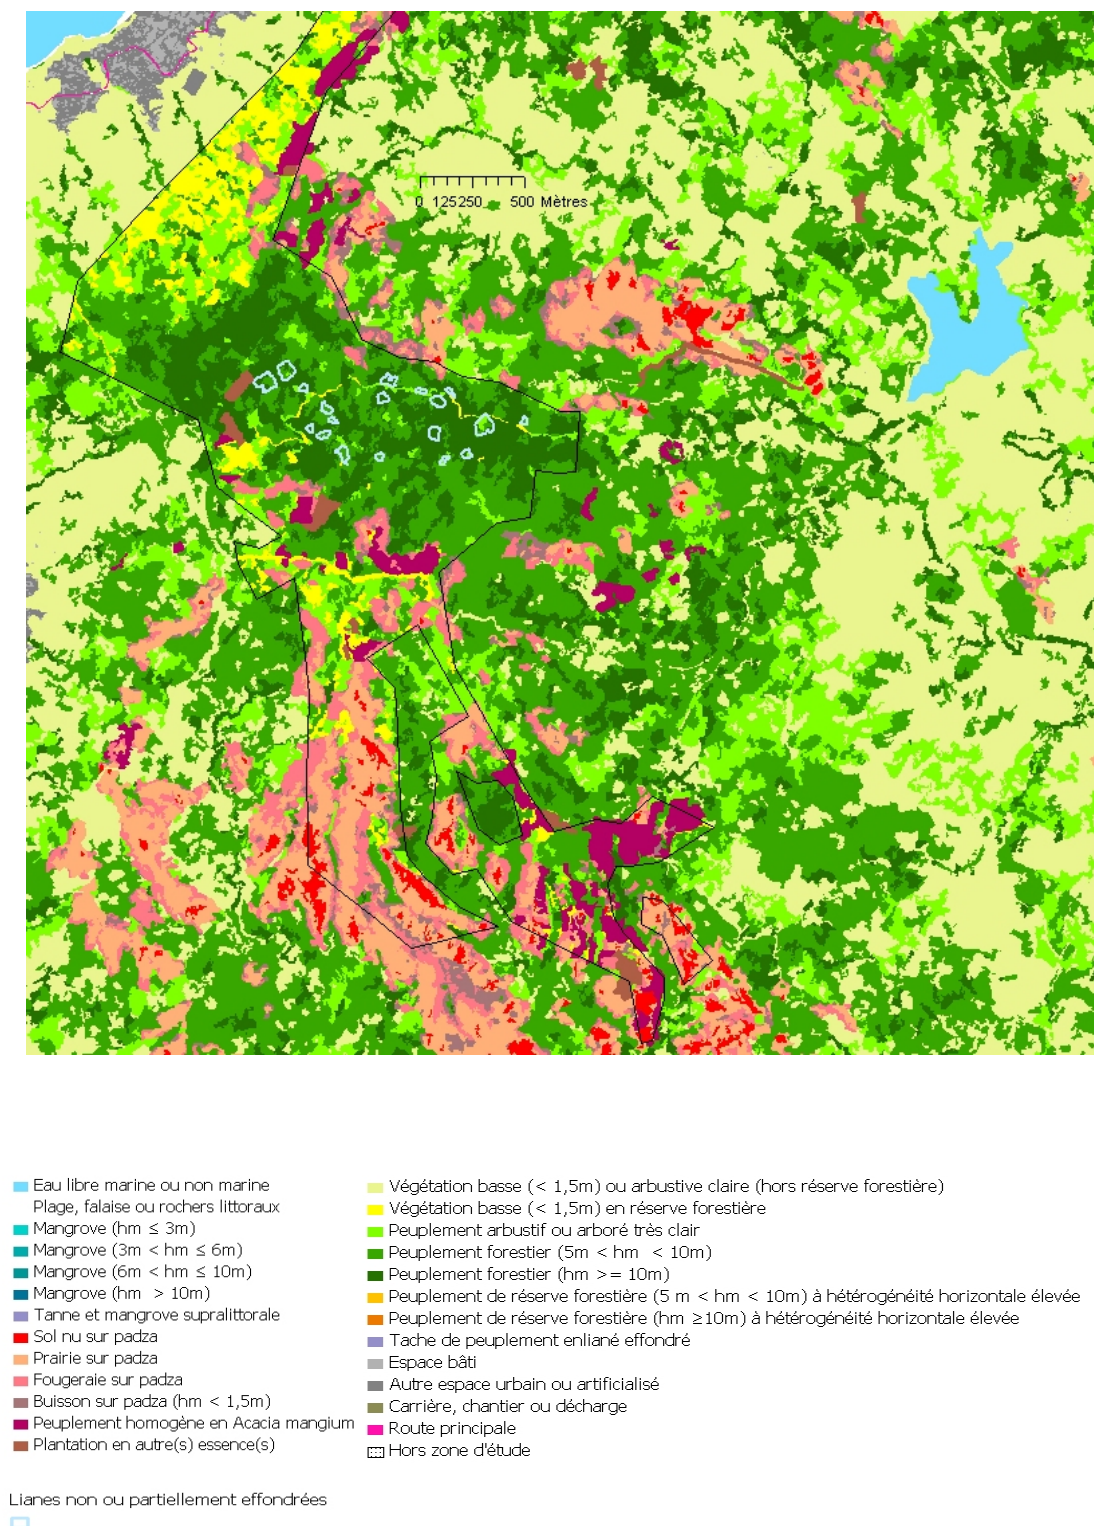 0 125250 500 Mètres
Eau libre marine ou non marine
Plage, falaise ou rochers littoraux
Mangrove (hm ≤ 3m)
Mangrove (3m < hm ≤ 6m)
Mangrove (6m < hm ≤ 10m)
Mangrove (hm > 10m)
Tanne et mangrove supralittorale
Sol nu sur padza
Prairie sur padza
Fougeraie sur padza
Buisson sur padza (hm < 1,5m)
Peuplement homogène en Acacia mangium
Plantation en autre(s) essence(s)
Végétation basse (< 1,5m) ou arbustive claire (hors réserve forestière)
Végétation basse (< 1,5m) en réserve forestière
Peuplement arbustif ou arboré très clair
Peuplement forestier (5m < hm < 10m)
Peuplement forestier (hm >= 10m)
Peuplement de réserve forestière (5 m < hm < 10m) à hétérogénéité horizontale élevée
Peuplement de réserve forestière (hm ≥10m) à hétérogénéité horizontale élevée
Tache de peuplement enliané effondré
Espace bâti
Autre espace urbain ou artificialisé
Carrière, chantier ou décharge
Route principale
Hors zone d'étude
Lianes non ou partiellement effondrées